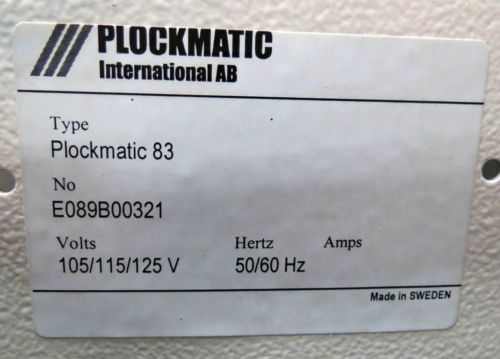 PLOCKMATIC
International AB
Type
Plockmatic 83
No
E089B00321
Volts Hertz Amps
105/115/125 V 50/60 Hz
Made in SWEDEN